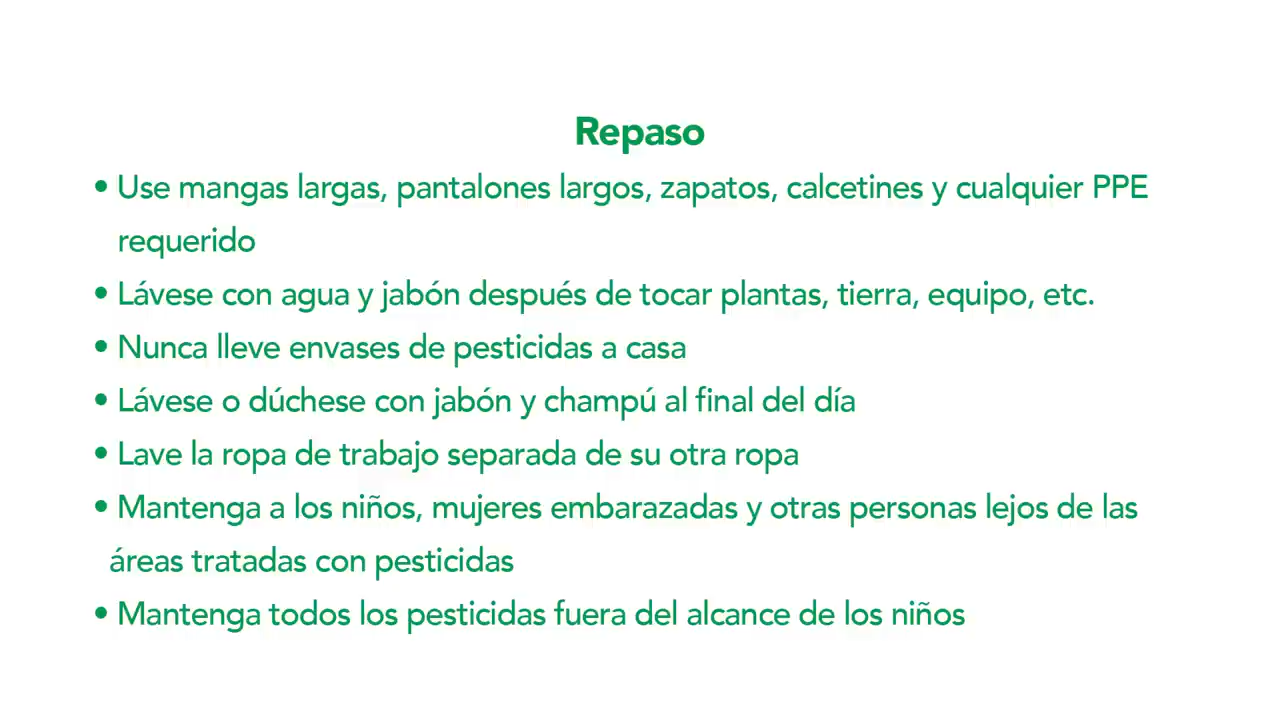 Repaso
• Use mangas largas, pantalones largos, zapatos, calcetines y cualquier PPE
requerido
• Lávese con agua y jabón después de tocar plantas, tierra, equipo, etc.
• Nunca lleve envases de pesticidas a casa
• Lávese o dúchese con jabón y champú al final del día
• Lave la ropa de trabajo separada de su otra ropa
• Mantenga a los niños, mujeres embarazadas y otras personas lejos de las
áreas tratadas con pesticidas
• Mantenga todos los pesticidas fuera del alcance de los niños